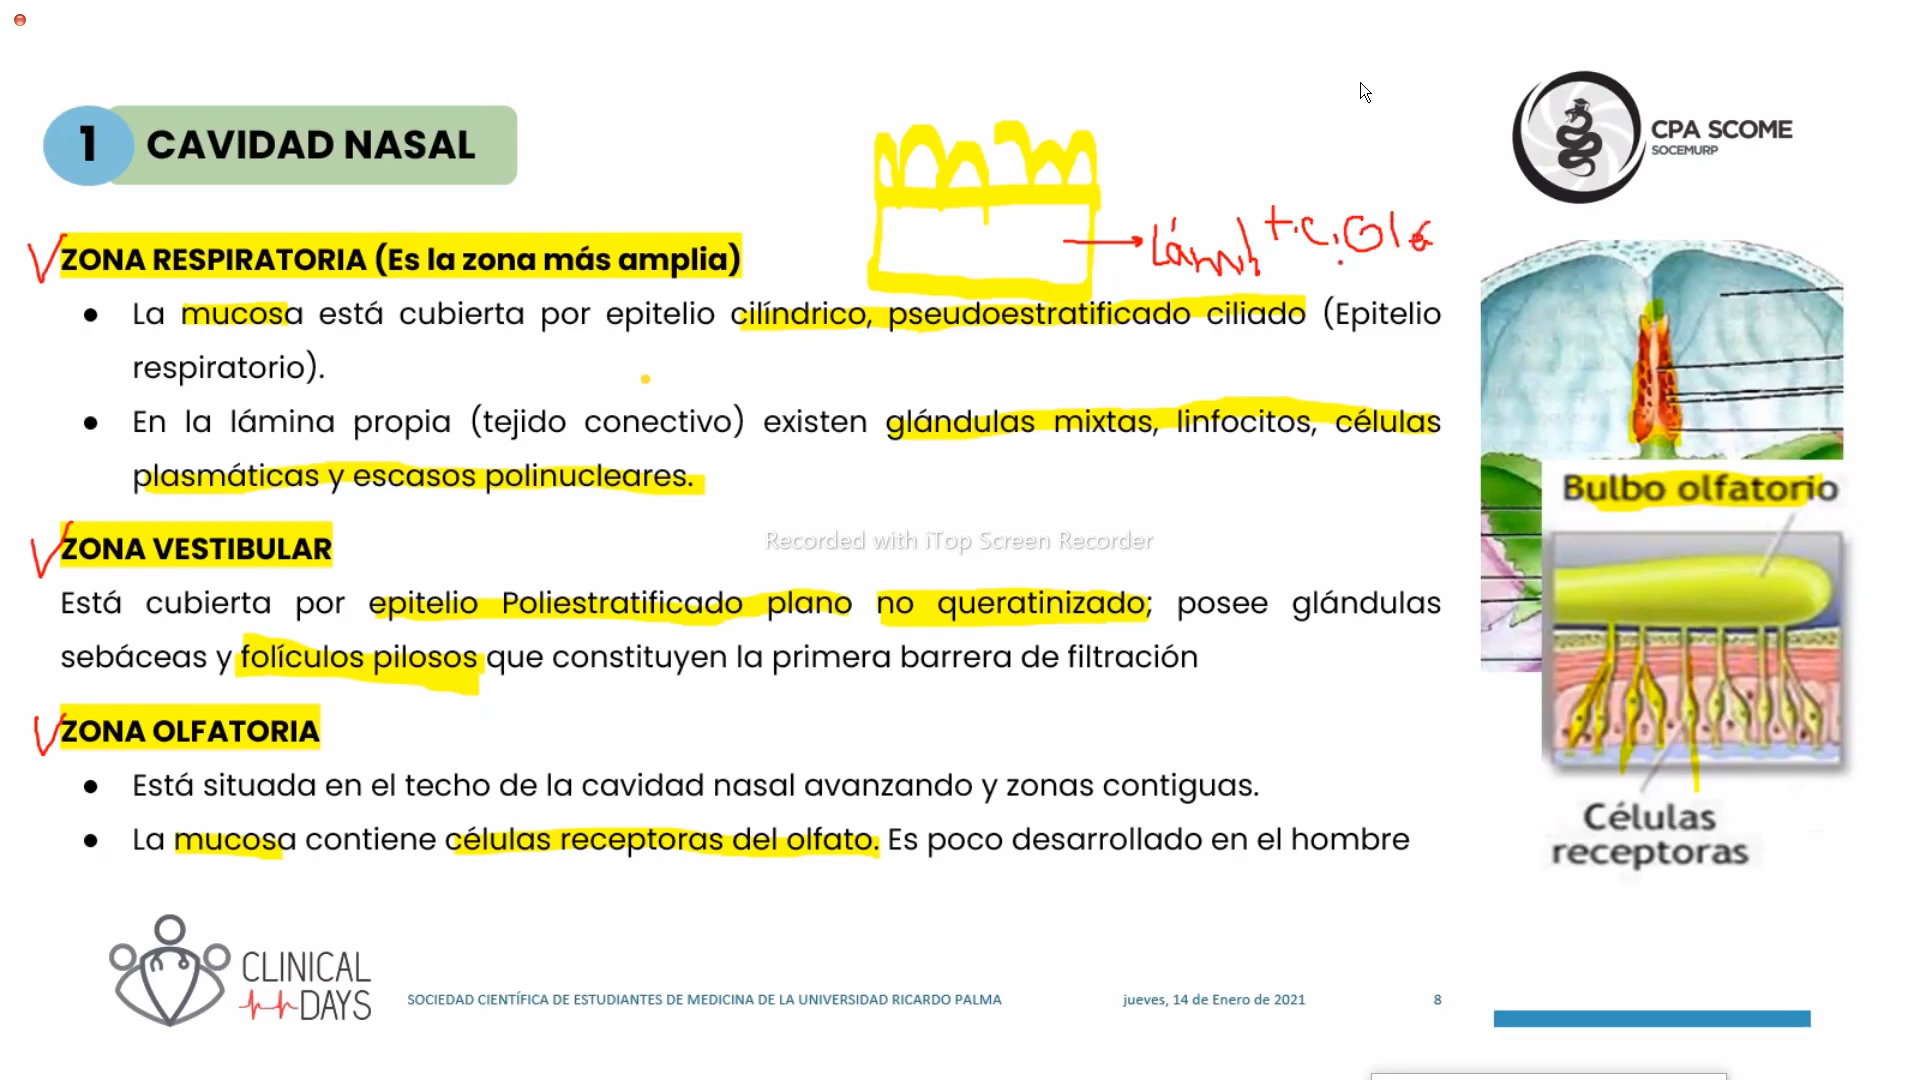 1 CAVIDAD NASAL
CPA SCOME
SOCEMURP
ZONA RESPIRATORIA (Es la zona más amplia)
● La mucosa está cubierta por epitelio cilíndrico, pseudoestratificado ciliado (Epitelio
respiratorio).
● En la lámina propia (tejido conectivo) existen glándulas mixtas, linfocitos, células
plasmáticas y escasos polinucleares.
Recorded with iTop Screen Recorder
ZONA VESTIBULAR
Está cubierta por epitelio Poliestratificado plano no queratinizado; posee glándulas
sebáceas y folículos pilosos que constituyen la primera barrera de filtración
ZONA OLFATORIA
● Está situada en el techo de la cavidad nasal avanzando y zonas contiguas.
● La mucosa contiene células receptoras del olfato. Es poco desarrollado en el hombre
Bulbo olfatorio
Células
receptoras
CLINICAL
DAYS
SOCIEDAD CIENTÍFICA DE ESTUDIANTES DE MEDICINA DE LA UNIVERSIDAD RICARDO PALMA
jueves, 14 de Enero de 2021
8